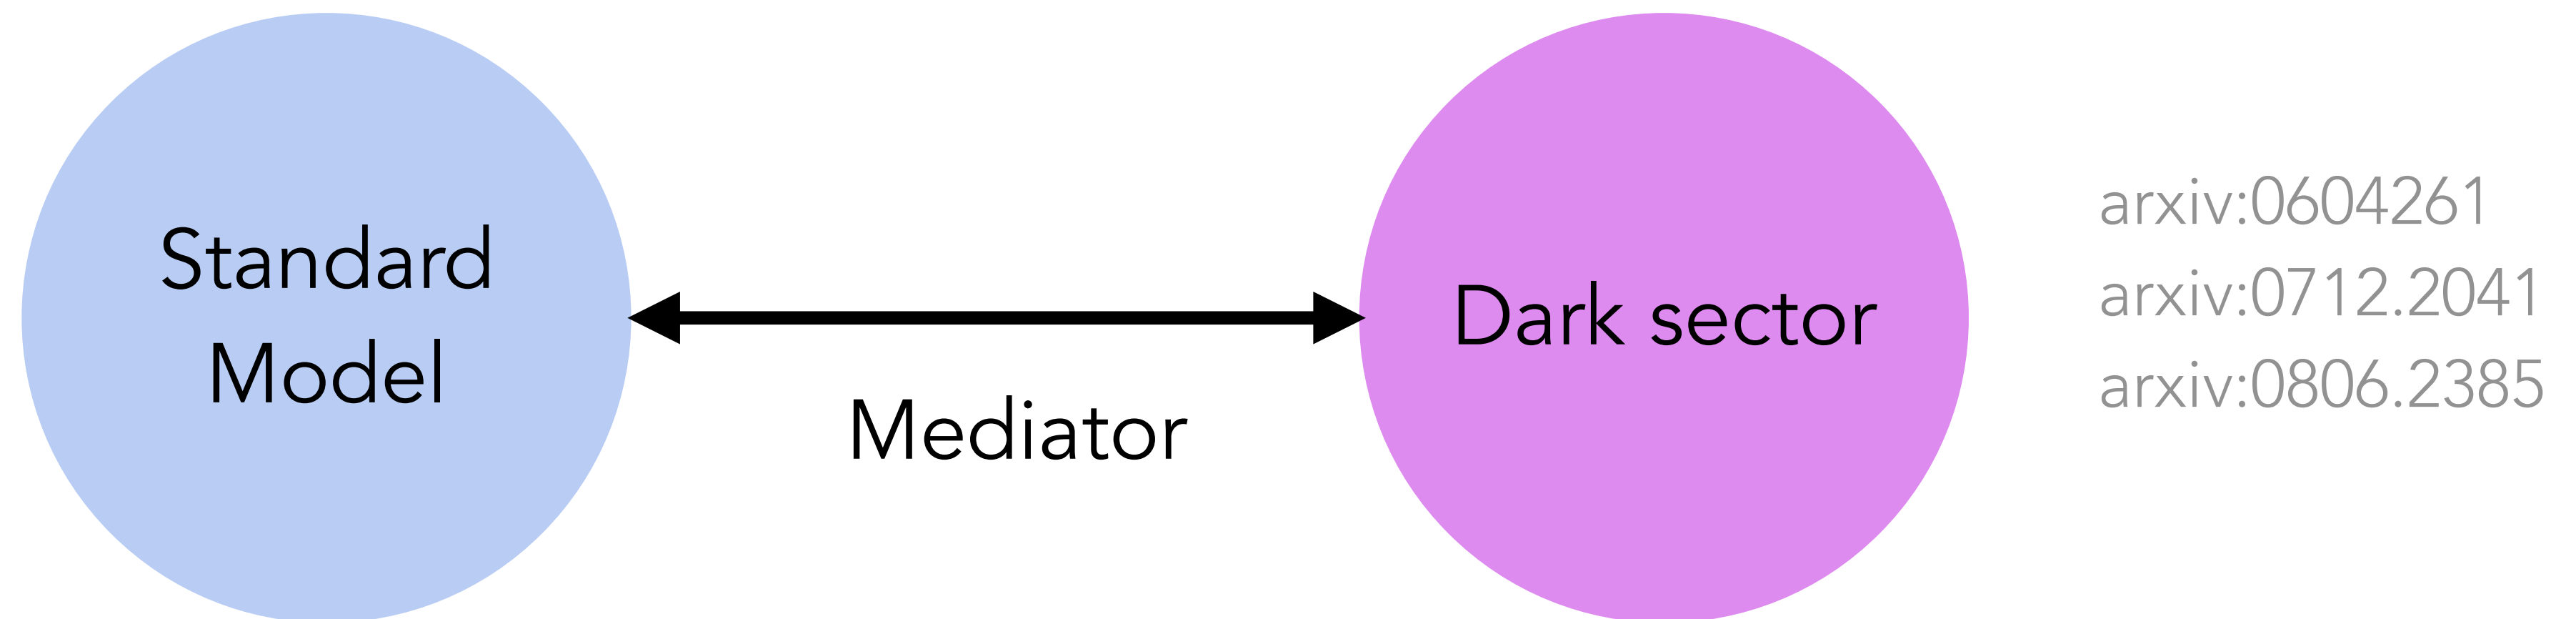 Standard
Model
Mediator
Dark sector
arxiv:0604261
arxiv:0712.2041
arxiv:0806.2385